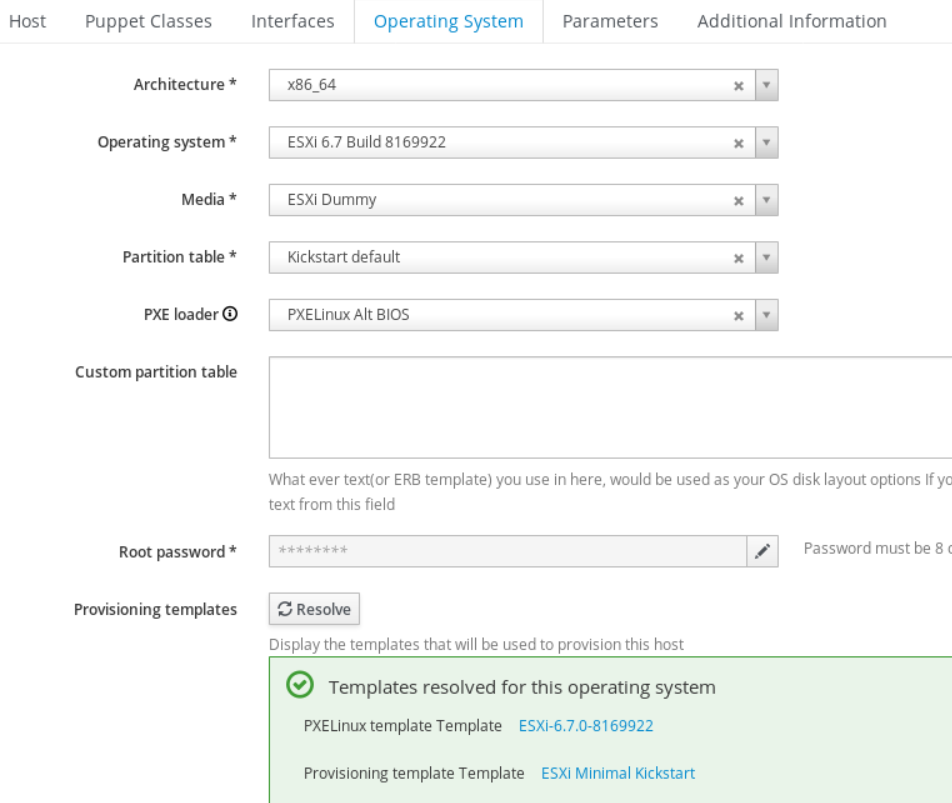 Host Puppet Classes Interfaces Operating System Parameters Additional Information
Architecture * x86_64
Operating system * ESXi 6.7 Build 8169922
Media * ESXi Dummy
Partition table * Kickstart default
PXE loader PXELinux Alt BIOS
Custom partition table
What ever text(or ERB template) you use in here, would be used as your OS disk layout options If
text from this field
Root password * ******** Password must be 8
Provisioning templates Resolve
Display the templates that will be used to provision this host
Templates resolved for this operating system
PXELinux template Template ESXi-6.7.0-8169922
Provisioning template Template ESXi Minimal Kickstart